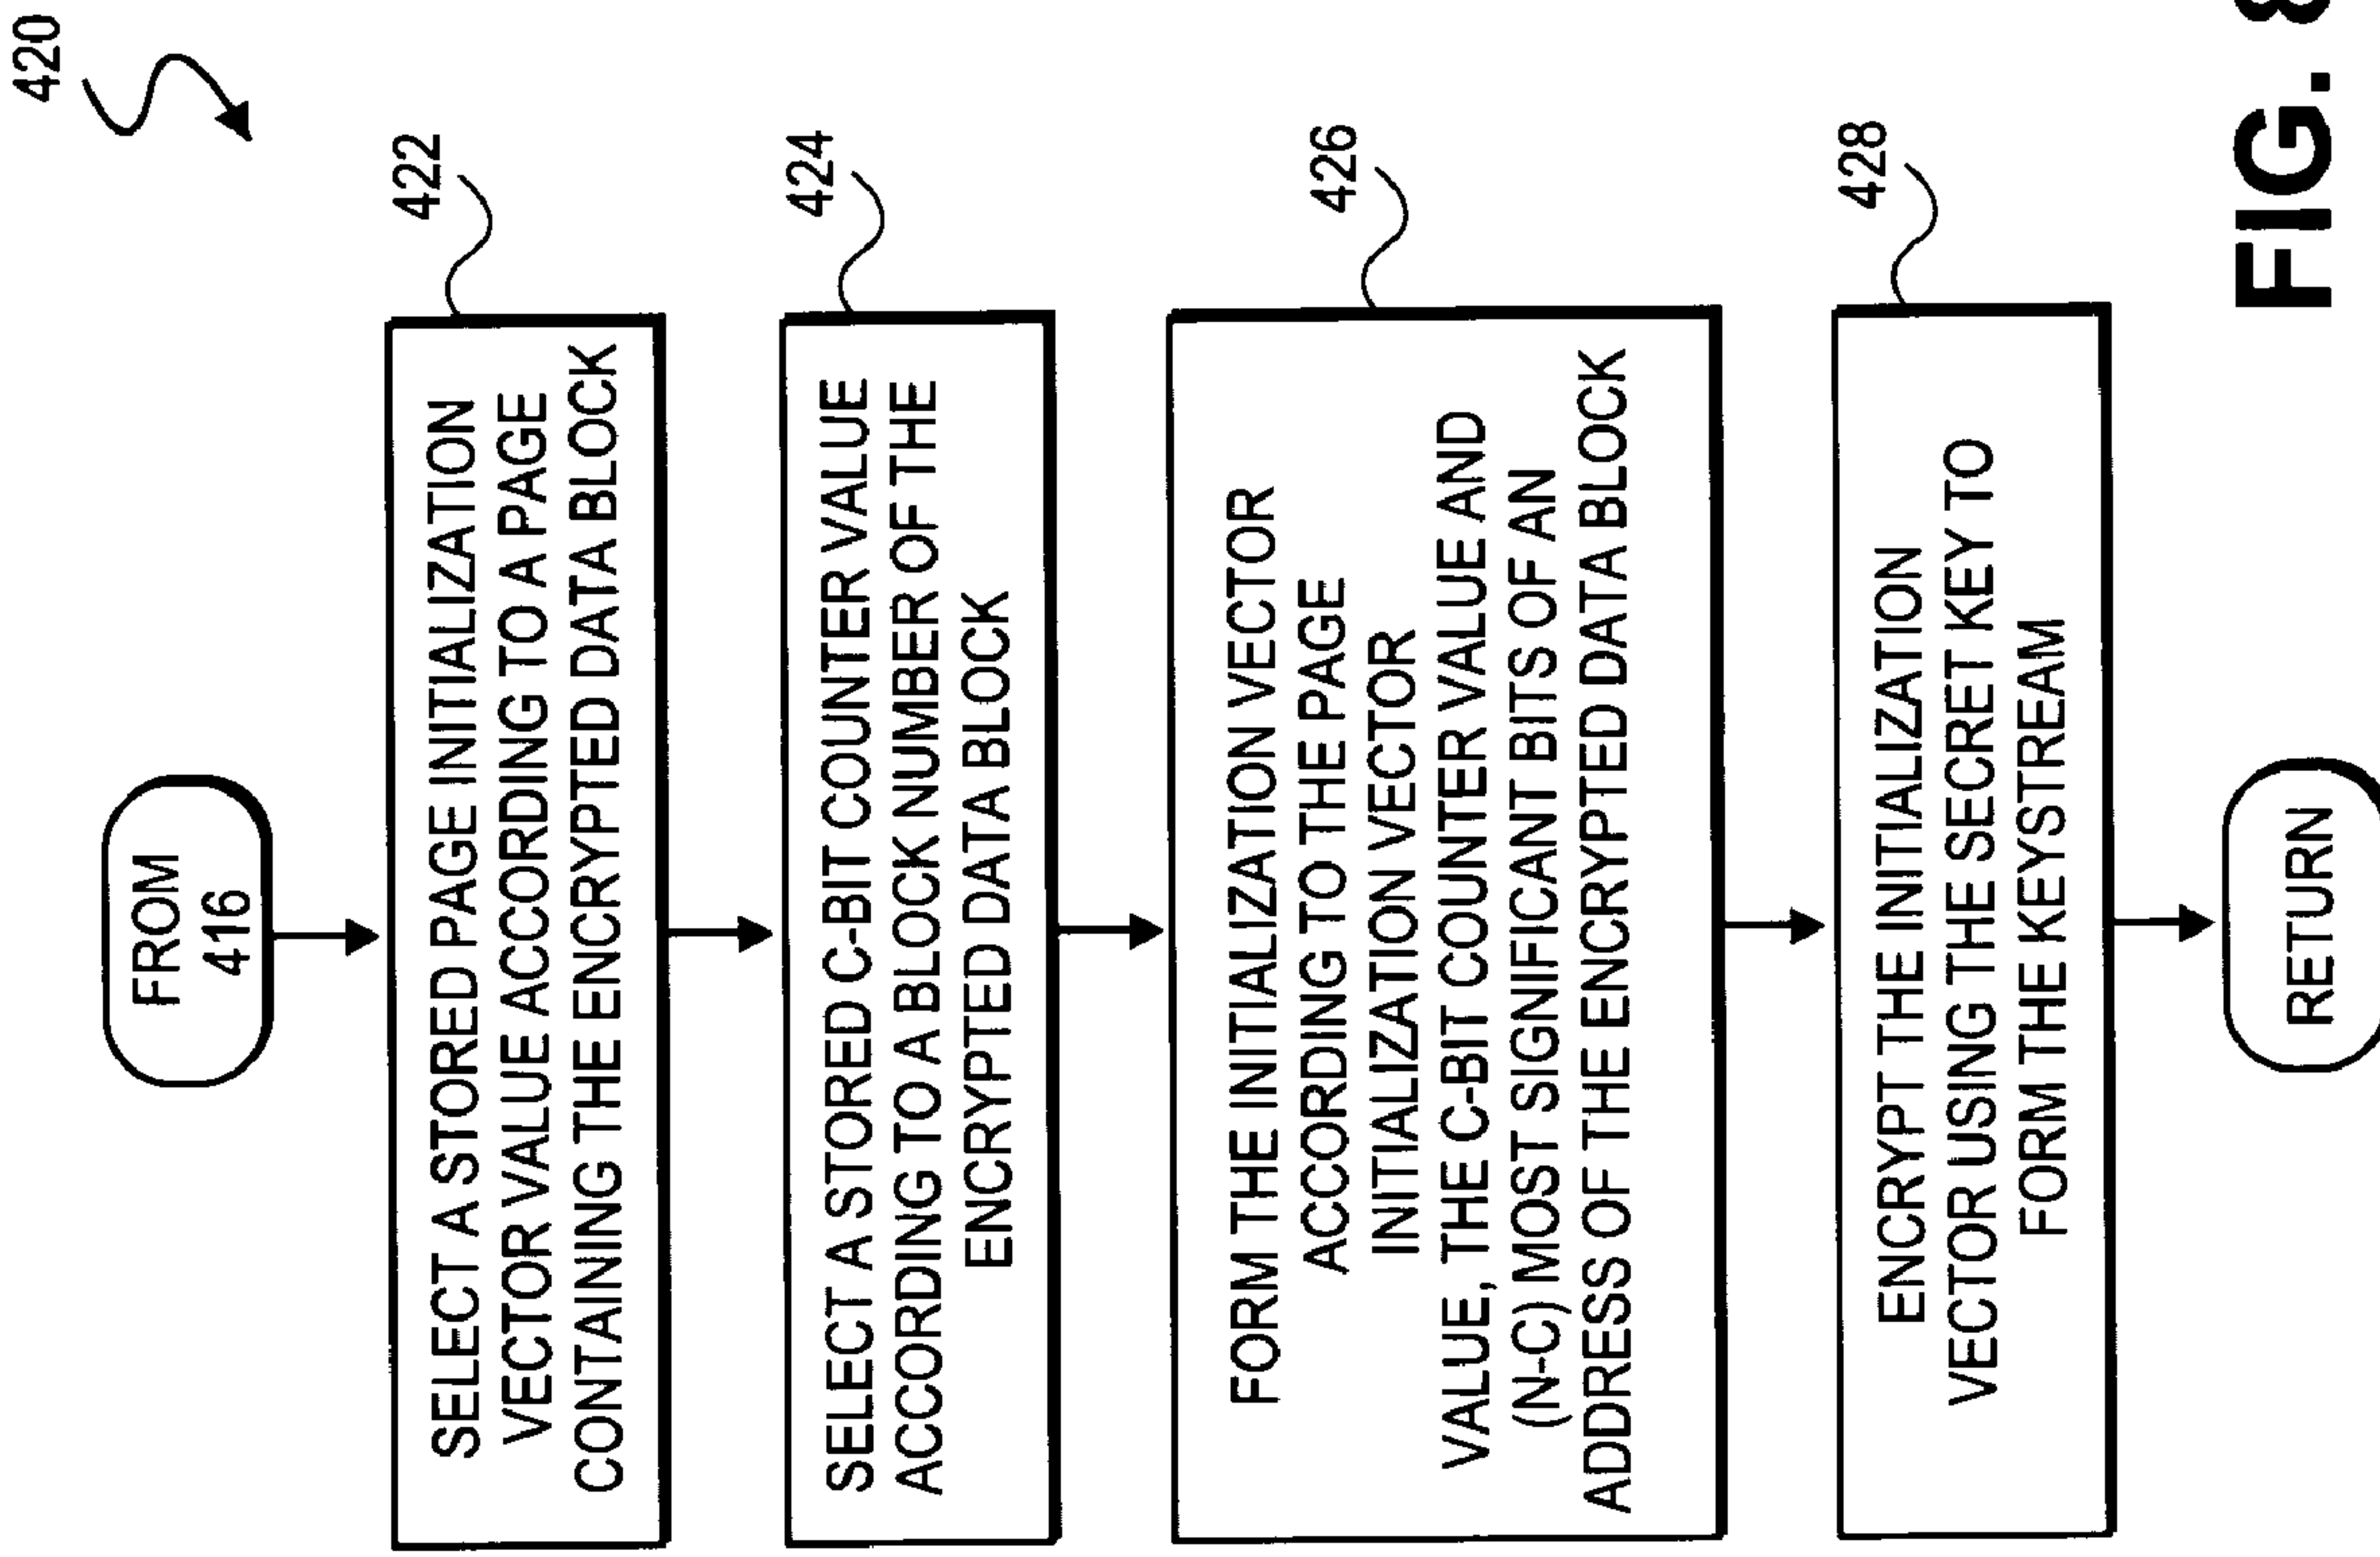 420
FROM
416
422
SELECT A STORED PAGE INITIALIZATION
VECTOR VALUE ACCORDING TO A PAGE
CONTAINING THE ENCRYPTED DATA BLOCK
424
SELECT A STORED C-BIT COUNTER VALUE
ACCORDING TO A BLOCK NUMBER OF THE
ENCRYPTED DATA BLOCK
426
FORM THE INITIALIZATION VECTOR
ACCORDING TO THE PAGE
INITIALIZATION VECTOR
VALUE, THE C-BIT COUNTER VALUE AND
(N-C) MOST SIGNIFICANT BITS OF AN
ADDRESS OF THE ENCRYPTED DATA BLOCK
428
ENCRYPT THE INITIALIZATION
VECTOR USING THE SECRET KEY TO
FORM THE KEYSTREAM
RETURN
FIG. 8